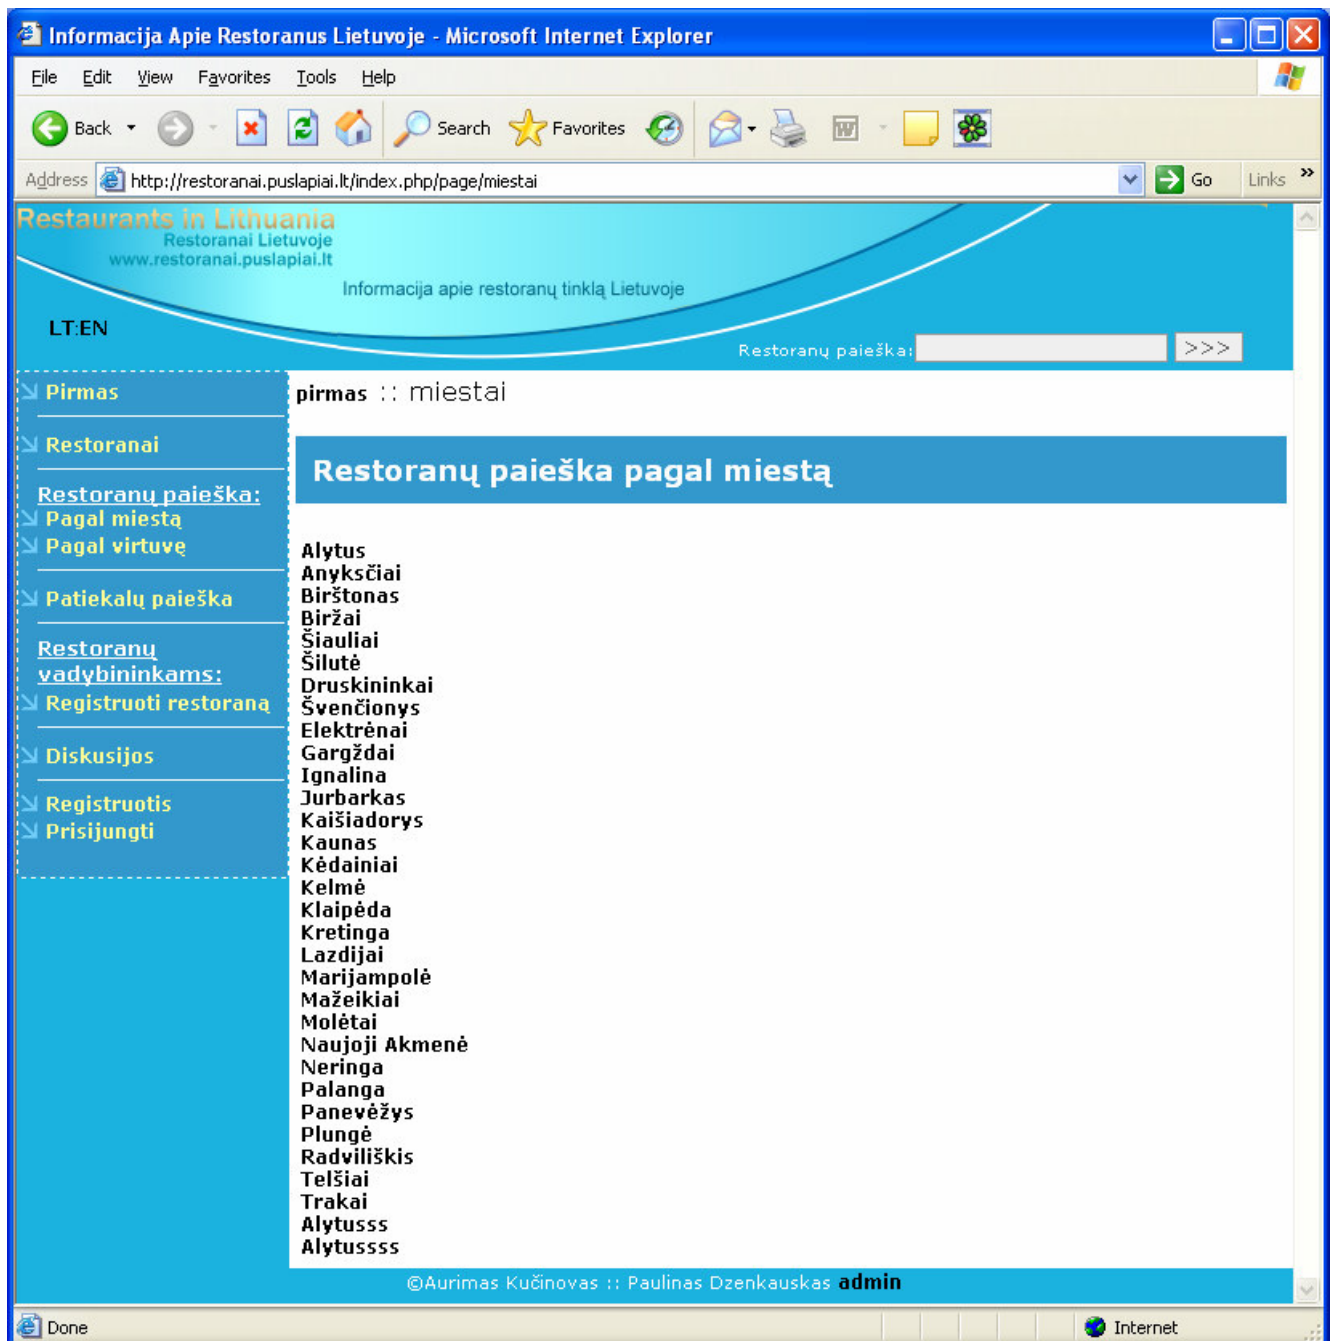 Informacija Apie Restoranus Lietuvoje - Microsoft Internet Explorer
File Edit View Favorites Tools Help
Back Search Favorites
Address http://restoranai.puslapiai.lt/index.php/page/miestai Go Links »
Restaurants in Lithuania
Restoranai Lietuvoje
www.restoranai.puslapiai.lt
Informacija apie restoranų tinklą Lietuvoje
LT:EN
Restoranų paieška: >>>
Pirmas
Restoranai
Restoranų paieška:
Pagal miestą
Pagal virtuvę
Patiekalų paieška
Restoranų
vadybininkams:
Registruoti restoraną
Diskusijos
Registruotis
Prisijungti
pirmas :: miestai
Restoranų paieška pagal miestą
Alytus
Anyksčiai
Birštonas
Biržai
Šiauliai
Šilutė
Druskininkai
Švenčionys
Elektrėnai
Gargždai
Ignalina
Jurbarkas
Kaišiadorys
Kaunas
Kėdainiai
Kelmė
Klaipėda
Kretinga
Lazdijai
Marijampolė
Mažeikiai
Molėtai
Naujoji Akmenė
Neringa
Palanga
Panevėžys
Plungė
Radviliškis
Telšiai
Trakai
Alytusss
Alytussss
©Aurimas Kučinovas :: Paulinas Dzenkauskas admin
Done Internet